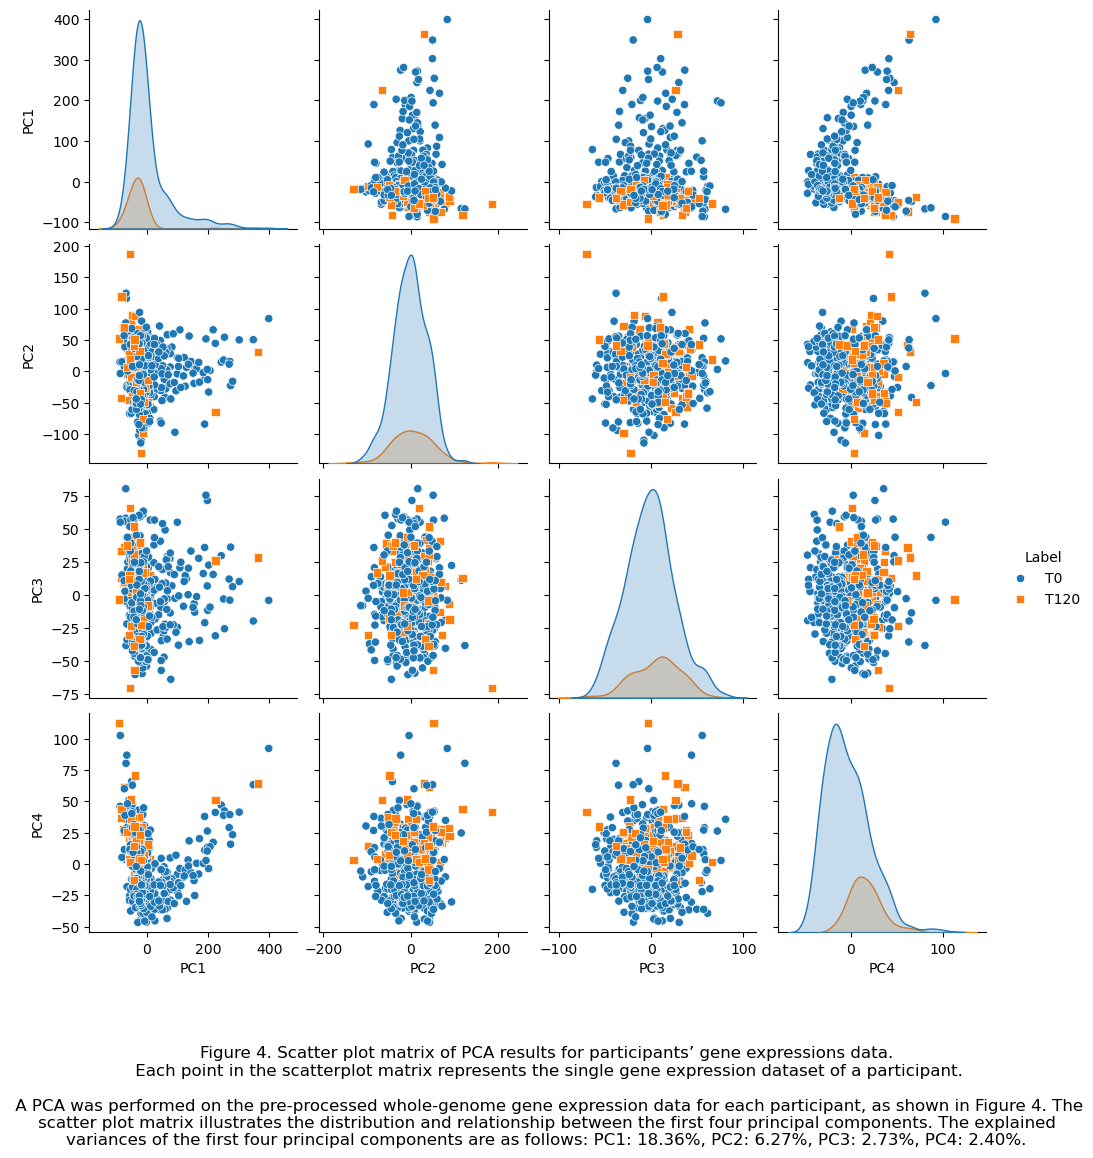 400
300
200
100
0
−100
PC1
200
150
100
50
0
−50
−100
PC2
75
50
25
0
−25
−50
−75
PC3
Label
T0
T120
100
75
50
25
0
−25
−50
PC4
0 200 400
−200 0 200
−100 0 100
0 100
PC1 PC2 PC3 PC4
Figure 4. Scatter plot matrix of PCA results for participants’ gene expressions data.
Each point in the scatterplot matrix represents the single gene expression dataset of a participant.
A PCA was performed on the pre-processed whole-genome gene expression data for each participant, as shown in Figure 4. The
scatter plot matrix illustrates the distribution and relationship between the first four principal components. The explained
variances of the first four principal components are as follows: PC1: 18.36%, PC2: 6.27%, PC3: 2.73%, PC4: 2.40%.